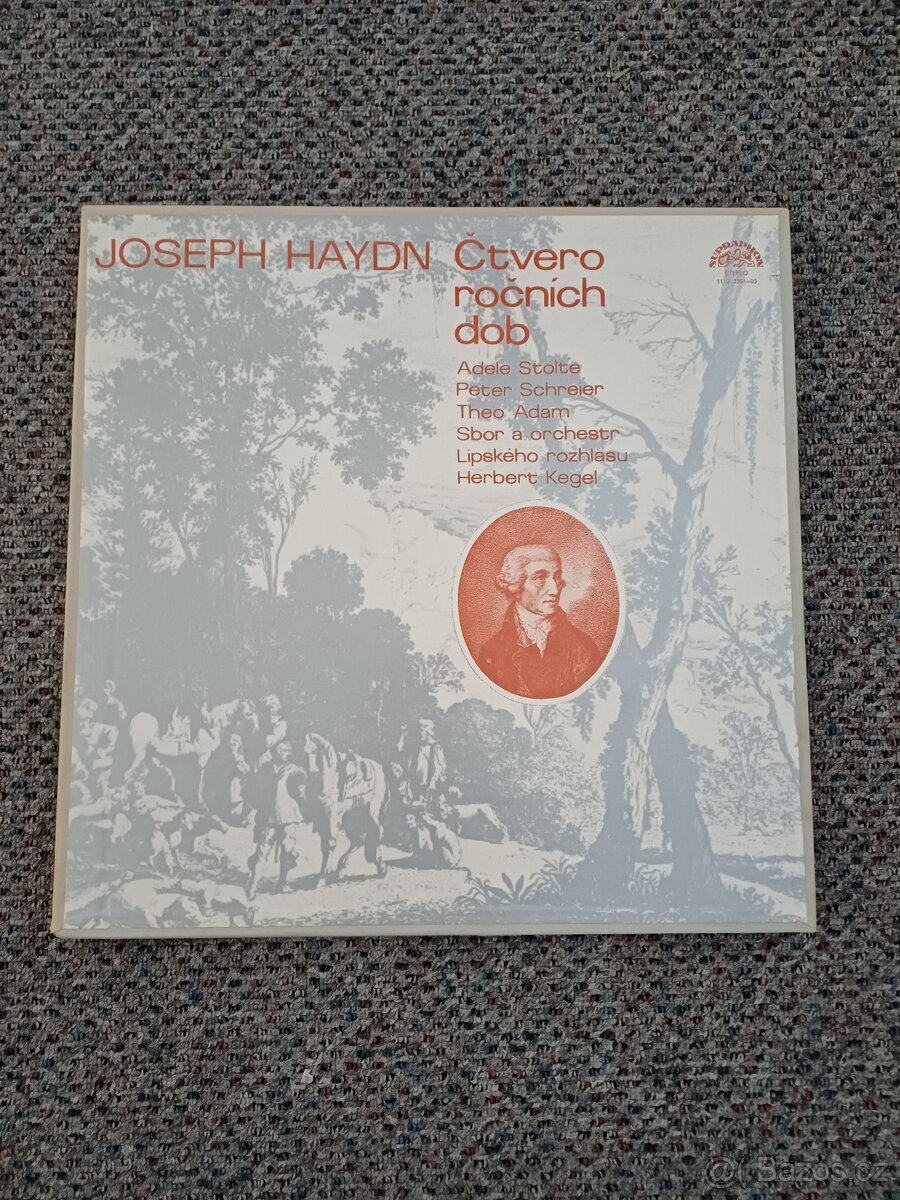 JOSEPH HAYDN
Čtvero
ročních
dob
Adele Stolte
Peter Schreier
Theo Adam
Sbor a orchestr
Lipského rozhlasu
Herbert Kegel
SUPRAPHON
STEREO
Bazos.cz